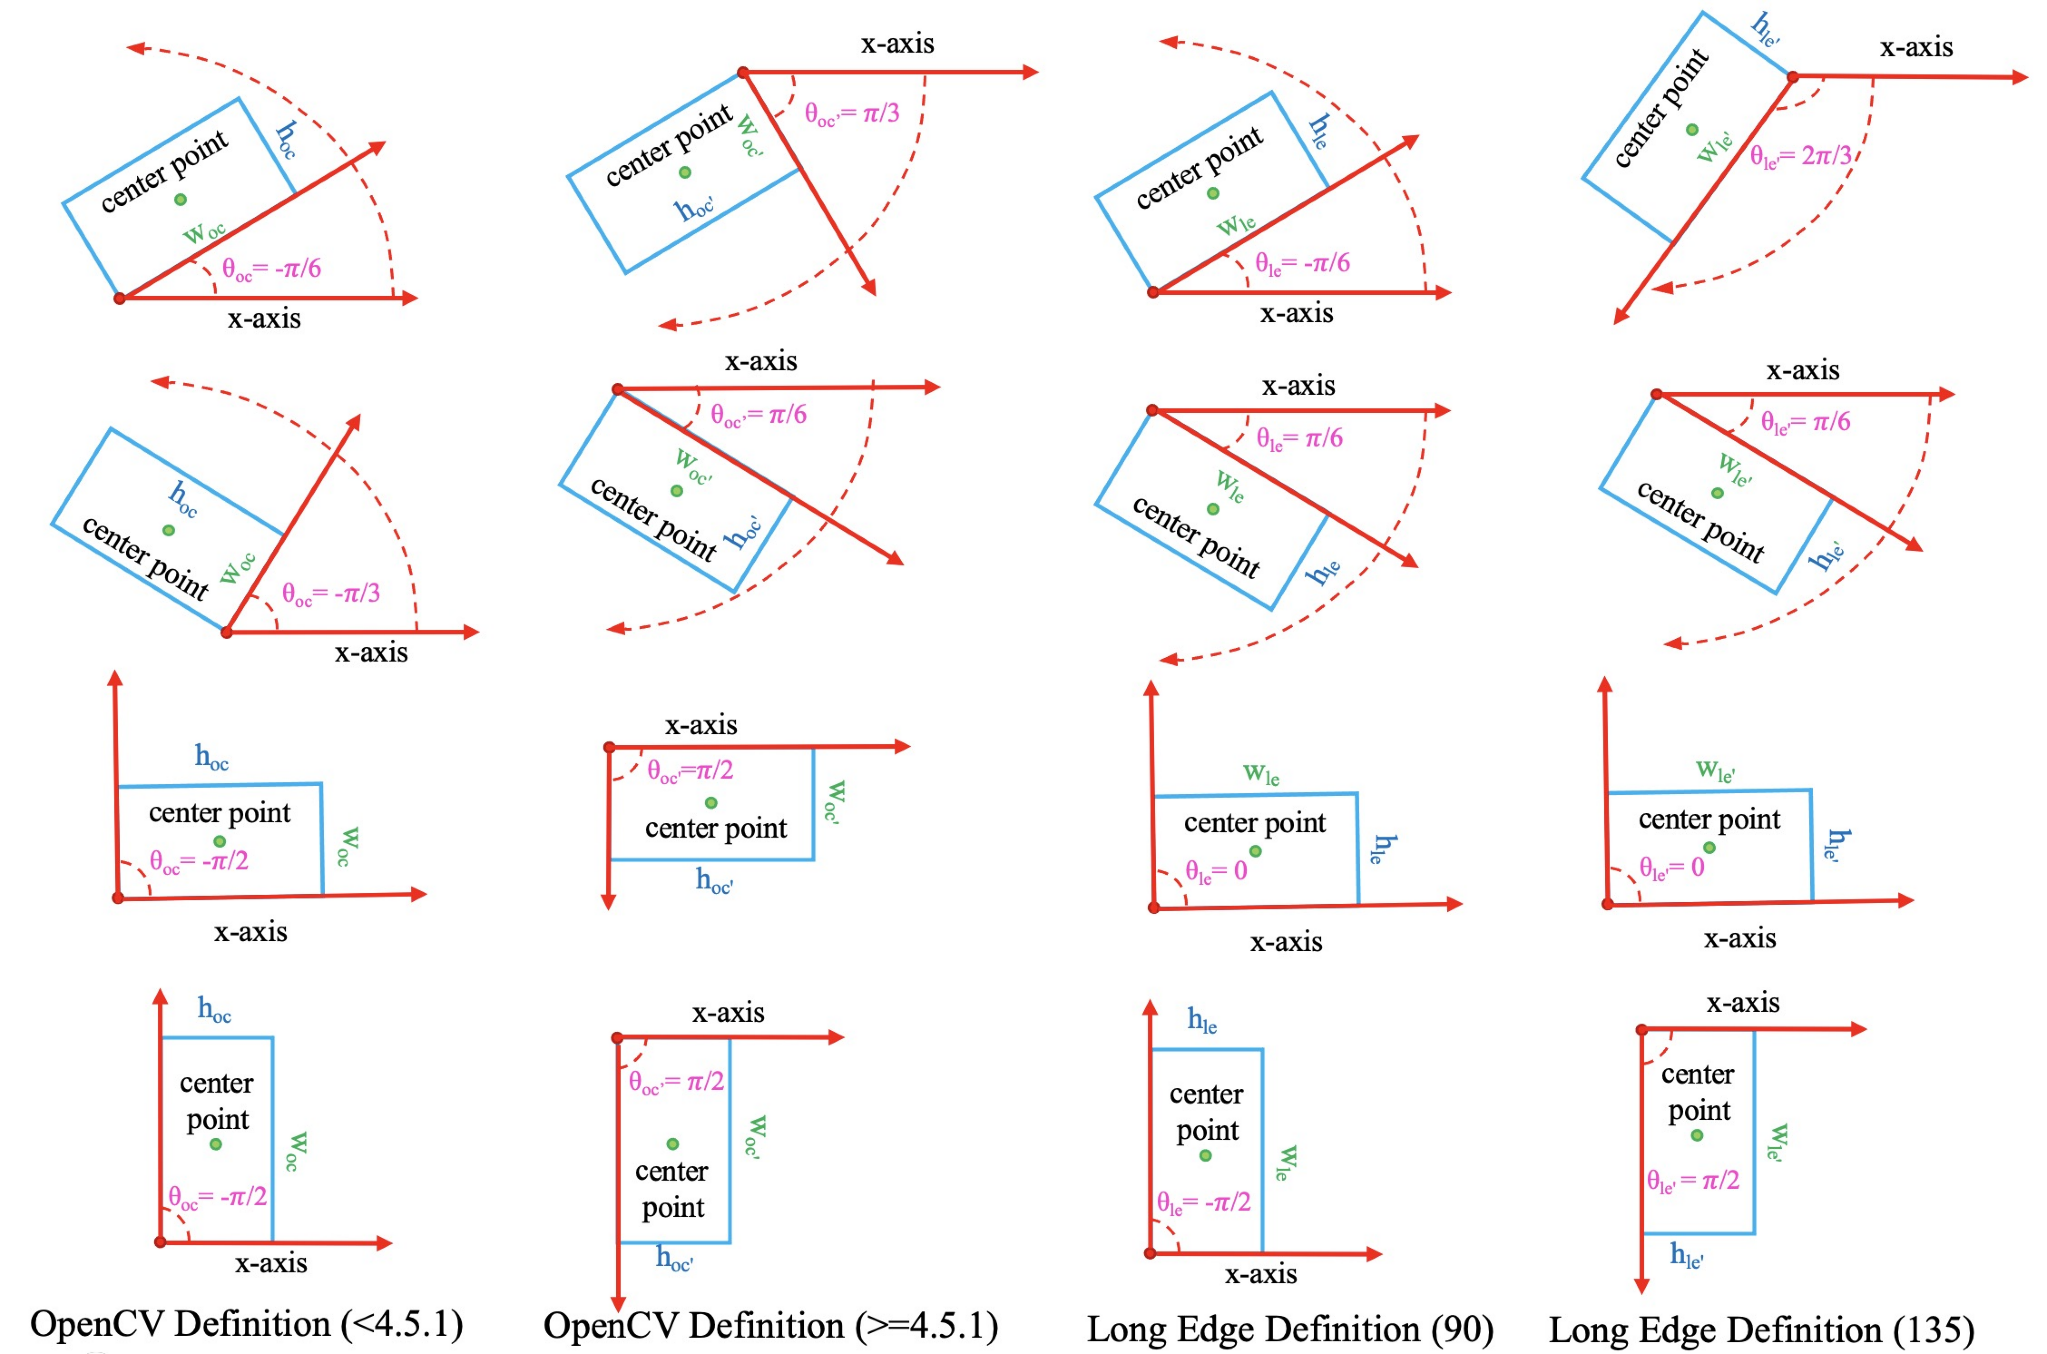 center point
h_oc
w_oc
θ_oc= -π/6
x-axis
x-axis
center point
w_oc'
θ_oc'= π/3
h_oc'
center point
h_le
w_le
θ_le= -π/6
x-axis
h_le'
x-axis
center point
w_le'
θ_le'= 2π/3
h_oc
center point
w_oc
θ_oc= -π/3
x-axis
x-axis
θ_oc'= π/6
w_oc'
center point
h_oc'
x-axis
θ_le= π/6
w_le
center point
h_le
x-axis
θ_le'= π/6
w_le'
center point
h_le'
h_oc
center point
w_oc
θ_oc= -π/2
x-axis
x-axis
θ_oc'=π/2
w_oc'
center point
h_oc'
w_le
center point
h_le
θ_le= 0
x-axis
w_le'
center point
h_le'
θ_le'= 0
x-axis
h_oc
center
point
w_oc
θ_oc= -π/2
x-axis
x-axis
θ_oc'= π/2
w_oc'
center
point
h_oc'
h_le
center
point
w_le
θ_le= -π/2
x-axis
x-axis
center
point
w_le'
θ_le' = π/2
h_le'
OpenCV Definition (<4.5.1)
OpenCV Definition (>=4.5.1)
Long Edge Definition (90)
Long Edge Definition (135)